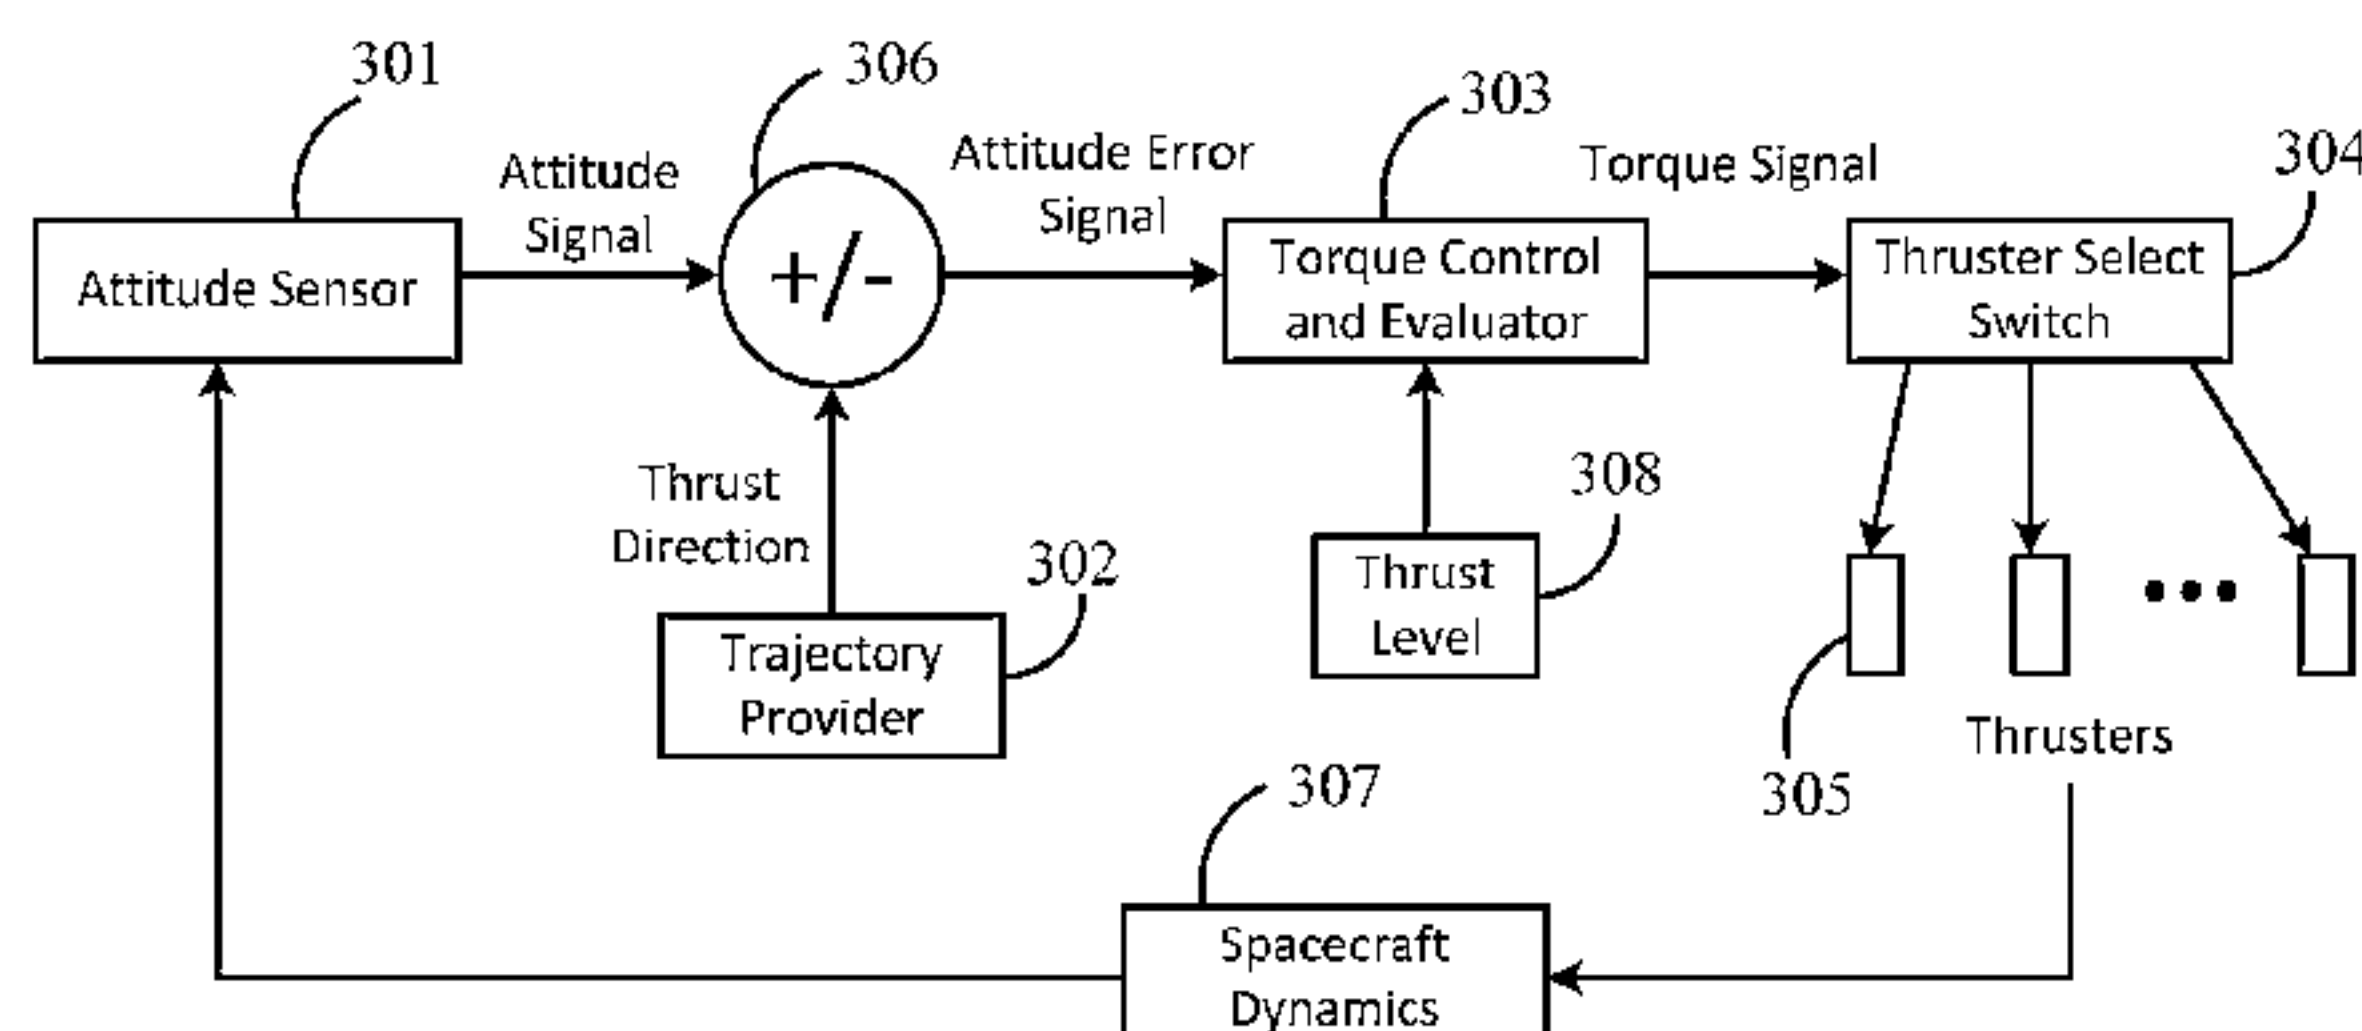 301
306
303
304
Attitude
Signal
Attitude Error
Signal
Torque Signal
Attitude Sensor
+/-
Torque Control
and Evaluator
Thruster Select
Switch
Thrust
Direction
302
308
Trajectory
Provider
Thrust
Level
305
Thrusters
307
Spacecraft
Dynamics